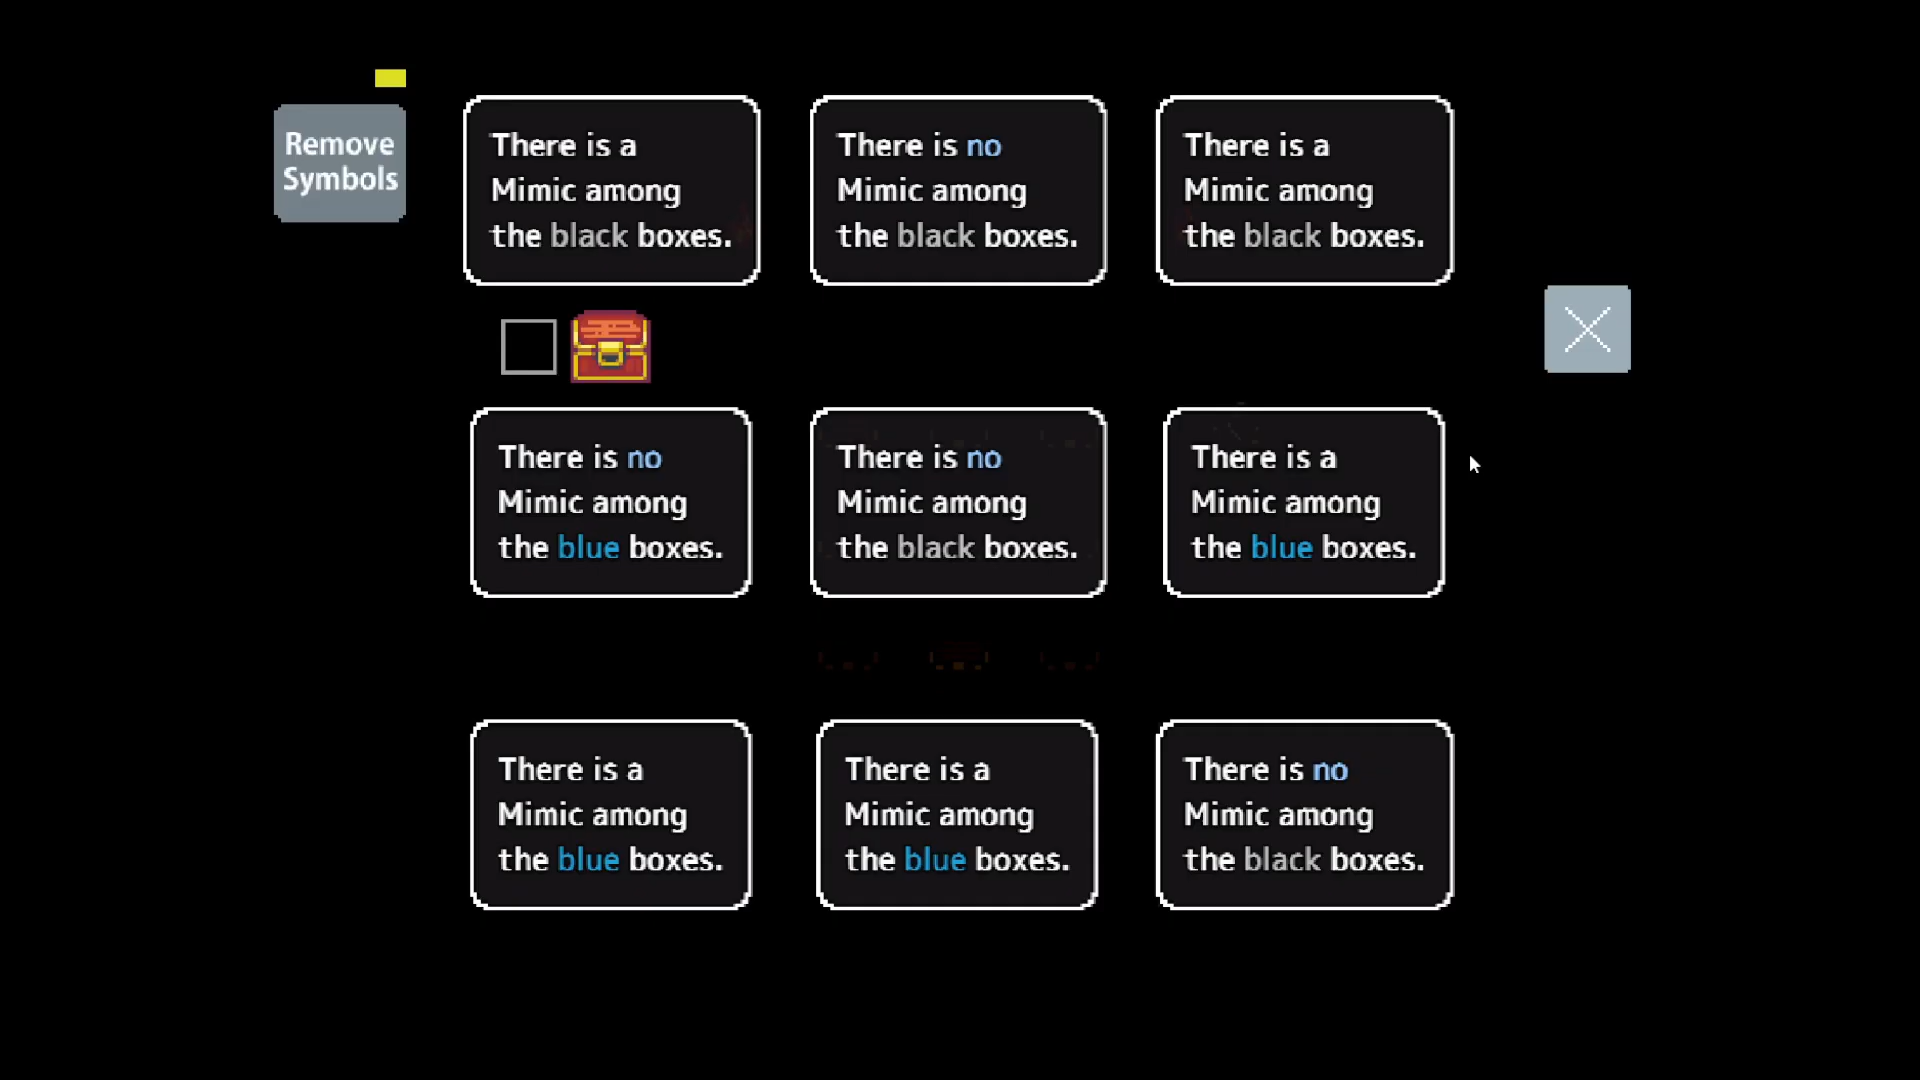 Remove
Symbols
There is a
Mimic among
the black boxes.
There is no
Mimic among
the black boxes.
There is a
Mimic among
the black boxes.
There is no
Mimic among
the blue boxes.
There is no
Mimic among
the black boxes.
There is a
Mimic among
the blue boxes.
There is a
Mimic among
the blue boxes.
There is a
Mimic among
the blue boxes.
There is no
Mimic among
the black boxes.